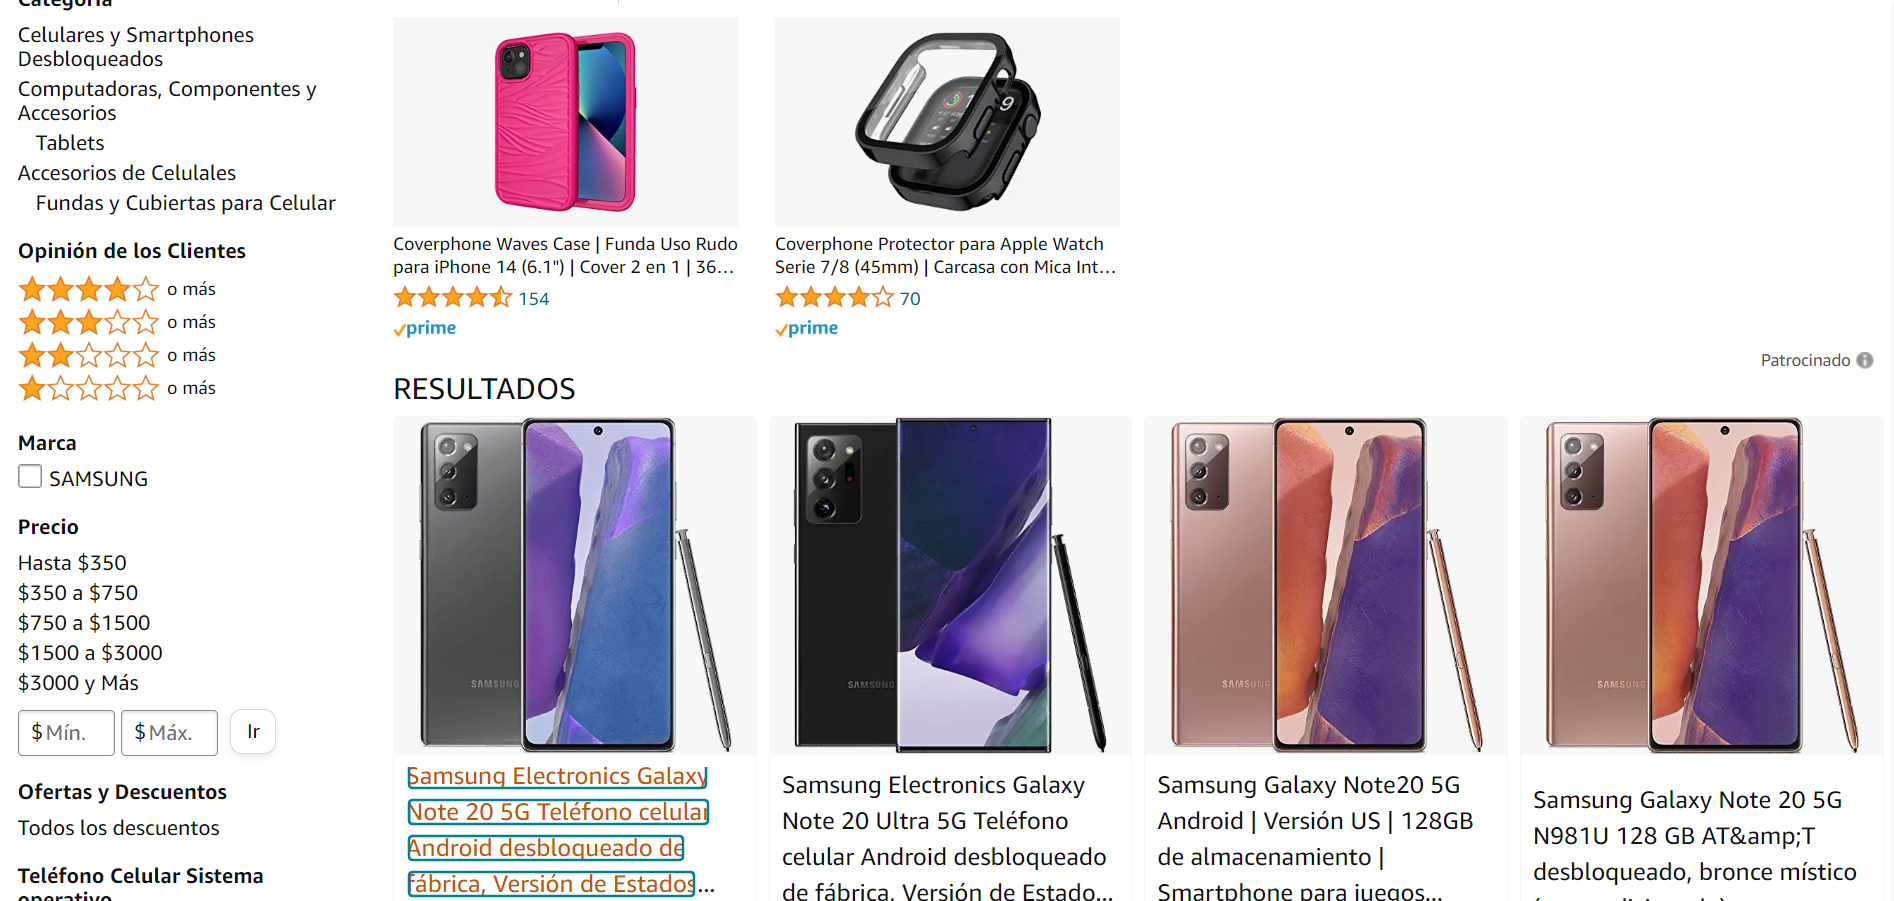 Categoría
Celulares y Smartphones
Desbloqueados
Computadoras, Componentes y
Accesorios
Tablets
Accesorios de Celulales
Fundas y Cubiertas para Celular
Opinión de los Clientes
o más
o más
o más
o más
Marca
SAMSUNG
Precio
Hasta $350
$350 a $750
$750 a $1500
$1500 a $3000
$3000 y Más
$ Mín. $ Máx. Ir
Ofertas y Descuentos
Todos los descuentos
Teléfono Celular Sistema
operativo
Coverphone Waves Case | Funda Uso Rudo
para iPhone 14 (6.1") | Cover 2 en 1 | 36...
154
prime
Coverphone Protector para Apple Watch
Serie 7/8 (45mm) | Carcasa con Mica Int...
70
prime
Patrocinado
RESULTADOS
SAMSUNG
Samsung Electronics Galaxy
Note 20 5G Teléfono celular
Android desbloqueado de
fábrica, Versión de Estados...
SAMSUNG
Samsung Electronics Galaxy
Note 20 Ultra 5G Teléfono
celular Android desbloqueado
de fábrica, Versión de Estado...
SAMSUNG
Samsung Galaxy Note20 5G
Android | Versión US | 128GB
de almacenamiento |
Smartphone para juegos...
SAMSUNG
Samsung Galaxy Note 20 5G
N981U 128 GB AT&amp;T
desbloqueado, bronce místico